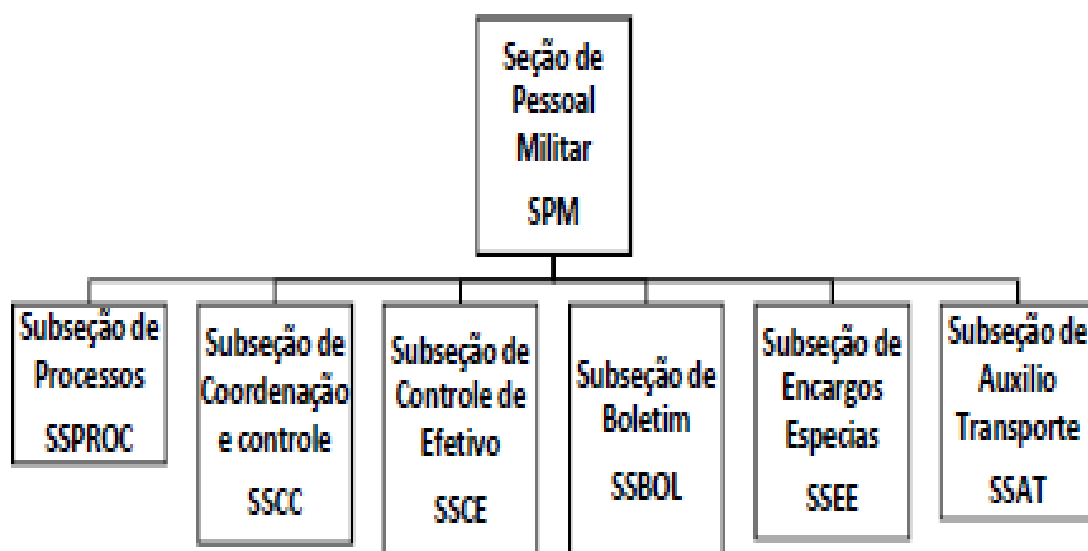 Seção de
Pessoal
Militar
SPM
Subseção de
Processos
SSPROC
Subseção de
Coordenação
e controle
SSCC
Subseção de
Controle de
Efetivo
SSCE
Subseção de
Boletim
SSBOL
Subseção de
Encargos
Especias
SSEE
Subseção de
Auxilio
Transporte
SSAT